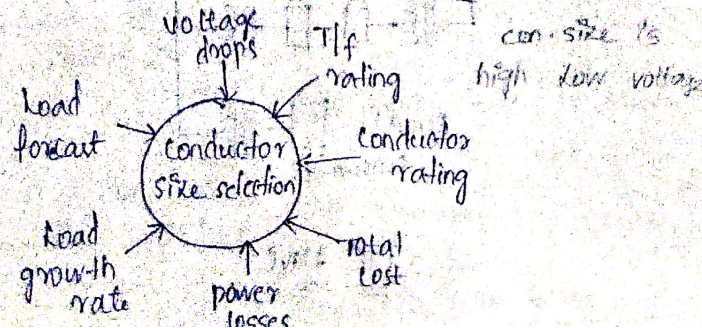 voltage
drops
T/f
rating
con. size is
high low voltage
Load
forcast
conductor
size selection
conductor
rating
Load
growth
rate
power
losses
Total
cost